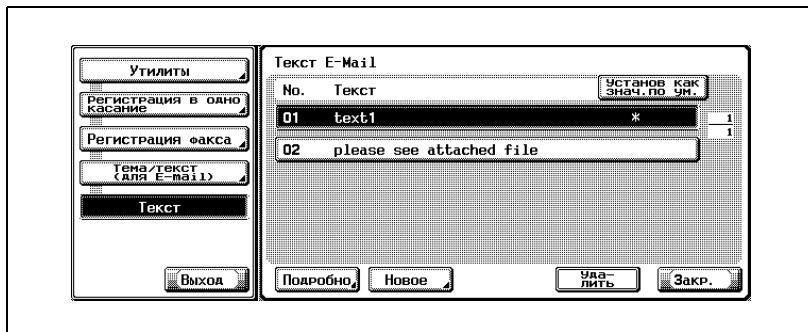 Утилиты
Регистрация в одно
касание
Регистрация факса
Тема/текст
(для E-mail)
Текст
Выход
Текст E-Mail
No. Текст
Установ как
знач.по ум.
01 text1 *
1
1
02 please see attached file
Подробно
Новое
Уда-
лить
Закр.